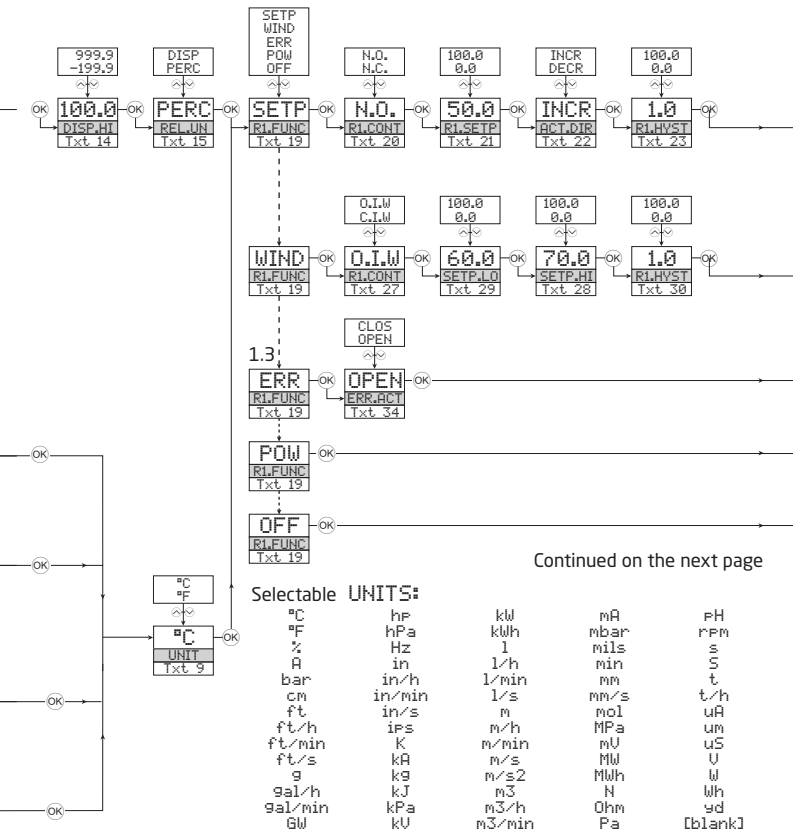 SETP
WIND
ERR
POW
OFF
999.9
-199.9
DISP
PERC
N.O.
N.C.
100.0
0.0
INCR
DECR
100.0
0.0
OK
100.0
DISP.HI
Txt 14
OK
PERC
REL.UN
Txt 15
OK
SETP
R1.FUNC
Txt 19
OK
N.O.
R1.CONT
Txt 20
OK
50.0
R1.SETP
Txt 21
OK
INCR
ACT.DIR
Txt 22
OK
1.0
R1.HYST
Txt 23
OK
O.I.W
C.I.W
100.0
0.0
100.0
0.0
100.0
0.0
WIND
R1.FUNC
Txt 19
OK
O.I.W
R1.CONT
Txt 27
OK
60.0
SETP.LO
Txt 29
OK
70.0
SETP.HI
Txt 28
OK
1.0
R1.HYST
Txt 30
OK
CLOS
OPEN
1.3
ERR
R1.FUNC
Txt 19
OK
OPEN
ERR.ACT
Txt 34
OK
OK
POW
R1.FUNC
Txt 19
OK
OFF
R1.FUNC
Txt 19
OK
Continued on the next page
OK
°C
°F
°C
UNIT
Txt 9
OK
OK
OK
Selectable UNITS:
°C hp kW mA pH
°F hPa kWh mbar rpm
% Hz l mils s
A in l/h min S
bar in/h l/min mm t
cm in/min l/s mm/s t/h
ft in/s m mol uA
ft/h ips m/h MPa um
ft/min K m/min mV uS
ft/s kA m/s MW V
g kg m/s2 MWh W
gal/h kJ m3 N Wh
gal/min kPa m3/h Ohm yd
GW kV m3/min Pa [blank]